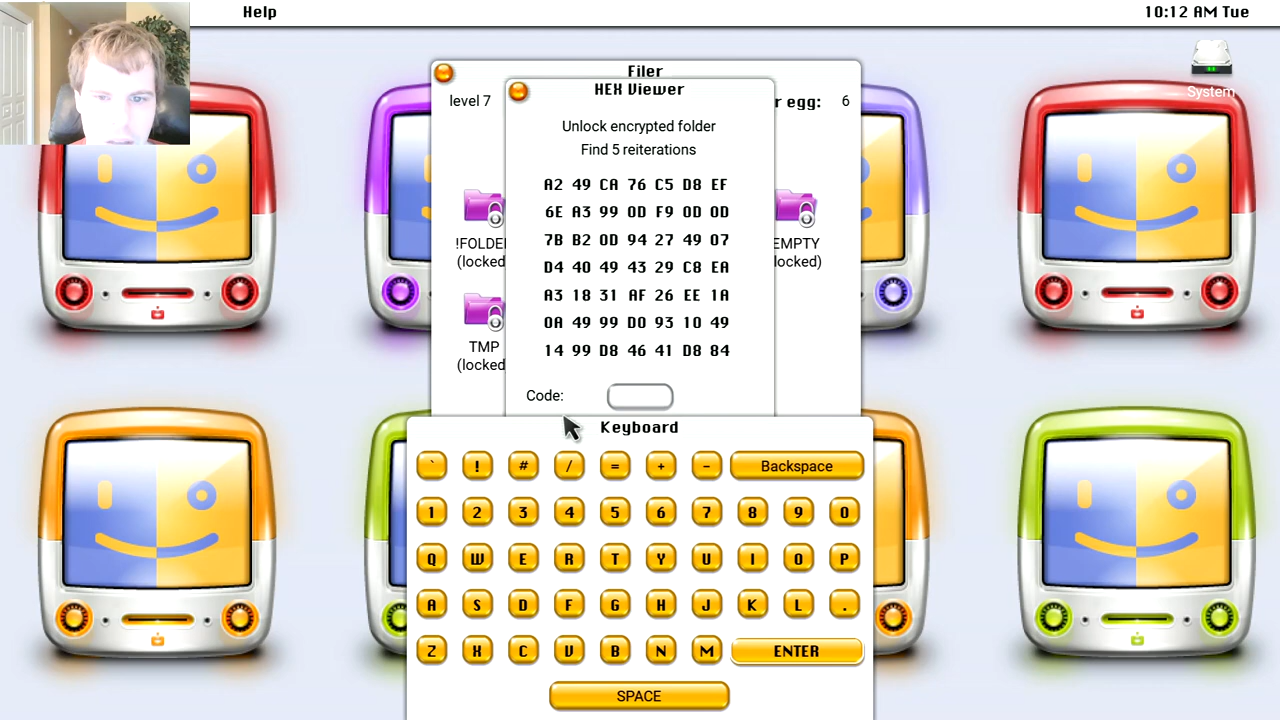 Help
10:12 AM Tue
System
Filer
level 7
r egg: 6
HEX Viewer
Unlock encrypted folder
Find 5 reiterations
A2 49 CA 76 C5 D8 EF
6E A3 99 0D F9 0D 0D
7B B2 0D 94 27 49 07
D4 40 49 43 29 C8 EA
A3 18 31 AF 26 EE 1A
0A 49 99 D0 93 10 49
14 99 D8 46 41 D8 84
Code:
!FOLDE
(locked
EMPTY
locked)
TMP
(locked
Keyboard
` ! # / = + - Backspace
1 2 3 4 5 6 7 8 9 0
Q W E R T Y U I O P
A S D F G H J K L .
Z X C V B N M ENTER
SPACE